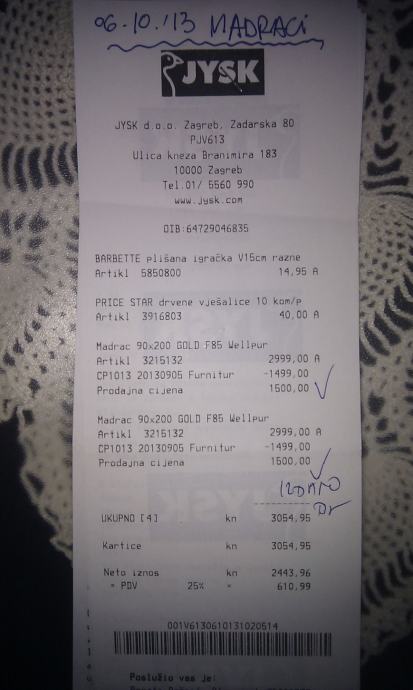 06.10.'13 MADRACI
JYSK
JYSK d.o.o. Zagreb, Zadarska 80
PJV613
Ulica kneza Branimira 183
10000 Zagreb
Tel.01/ 5560 990
www.jysk.com
OIB:64729046835
BARBETTE plišana igračka V15cm razne
Artikl 5850800 14,95 A
PRICE STAR drvene vješalice 10 kom/p
Artikl 3916803 40,00 A
Madrac 90x200 GOLD F85 Wellpur
Artikl 3215132 2999,00 A
CP1013 20130905 Furnitur -1499,00
Prodajna cijena 1500,00
Madrac 90x200 GOLD F85 Wellpur
Artikl 3215132 2999,00 A
CP1013 20130905 Furnitur -1499,00
Prodajna cijena 1500,00
IZDANO
UKUPNO [4] kn 3054,95
Kartice kn 3054,95
Neto iznos kn 2443,96
+ PDV 25% = 610,99
001V6130610131020514
Poslužio vas je: